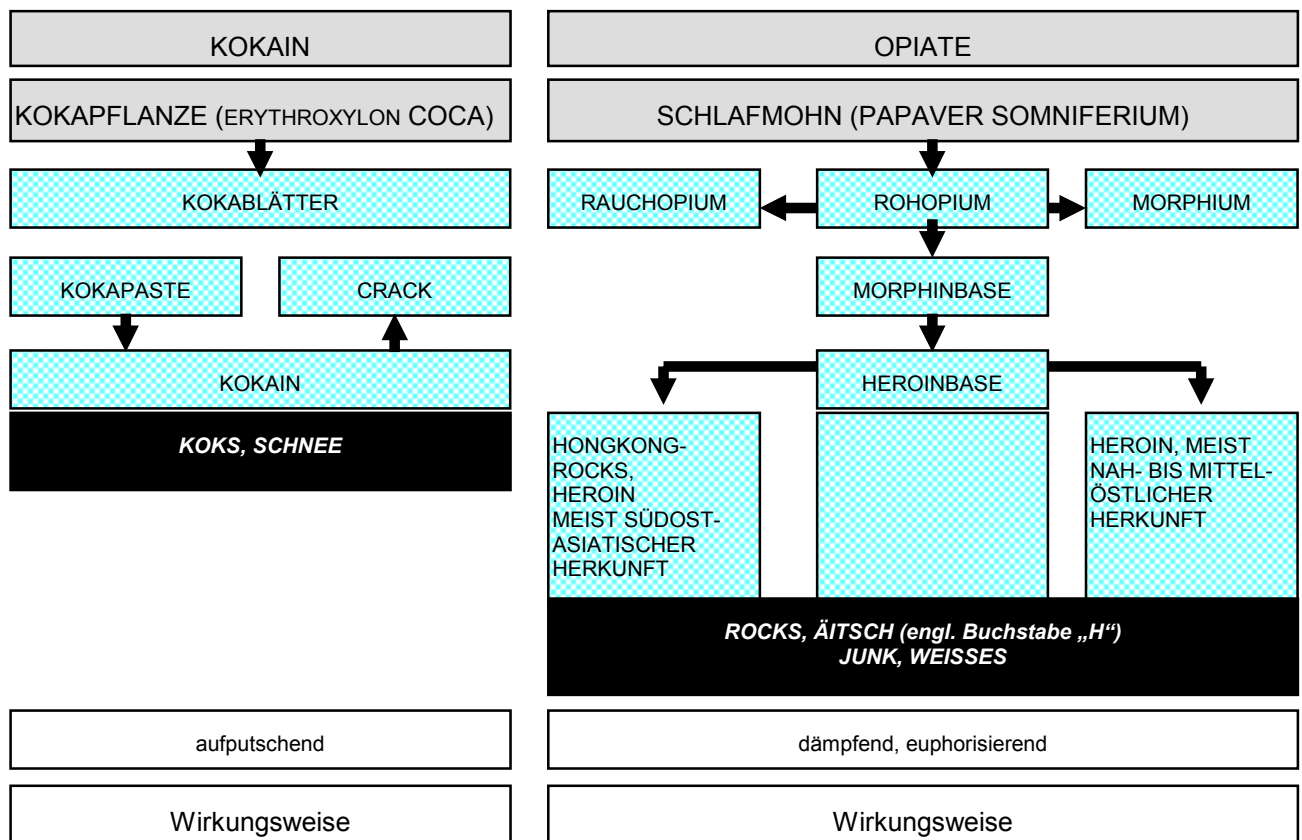 KOKAIN
KOKAPFLANZE (ERYTHROXYLON COCA)
KOKABLÄTTER
KOKAPASTE
CRACK
KOKAIN
KOKS, SCHNEE
aufputschend
Wirkungsweise
OPIATE
SCHLAFMOHN (PAPAVER SOMNIFERIUM)
RAUCHOPIUM
ROHOPIUM
MORPHIUM
MORPHINBASE
HEROINBASE
HONGKONG-
ROCKS,
HEROIN
MEIST SÜDOST-
ASIATISCHER
HERKUNFT
HEROIN, MEIST
NAH- BIS MITTEL-
ÖSTLICHER
HERKUNFT
ROCKS, ÄITSCH (engl. Buchstabe „H“)
JUNK, WEISSES
dämpfend, euphorisierend
Wirkungsweise